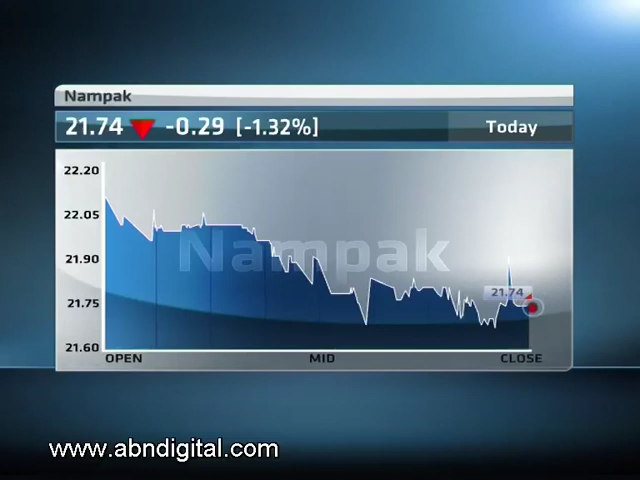 Nampak
21.74 -0.29 [-1.32%] Today
22.20
22.05
21.90
Nampak
21.74
21.75
21.60
OPEN MID CLOSE
www.abndigital.com